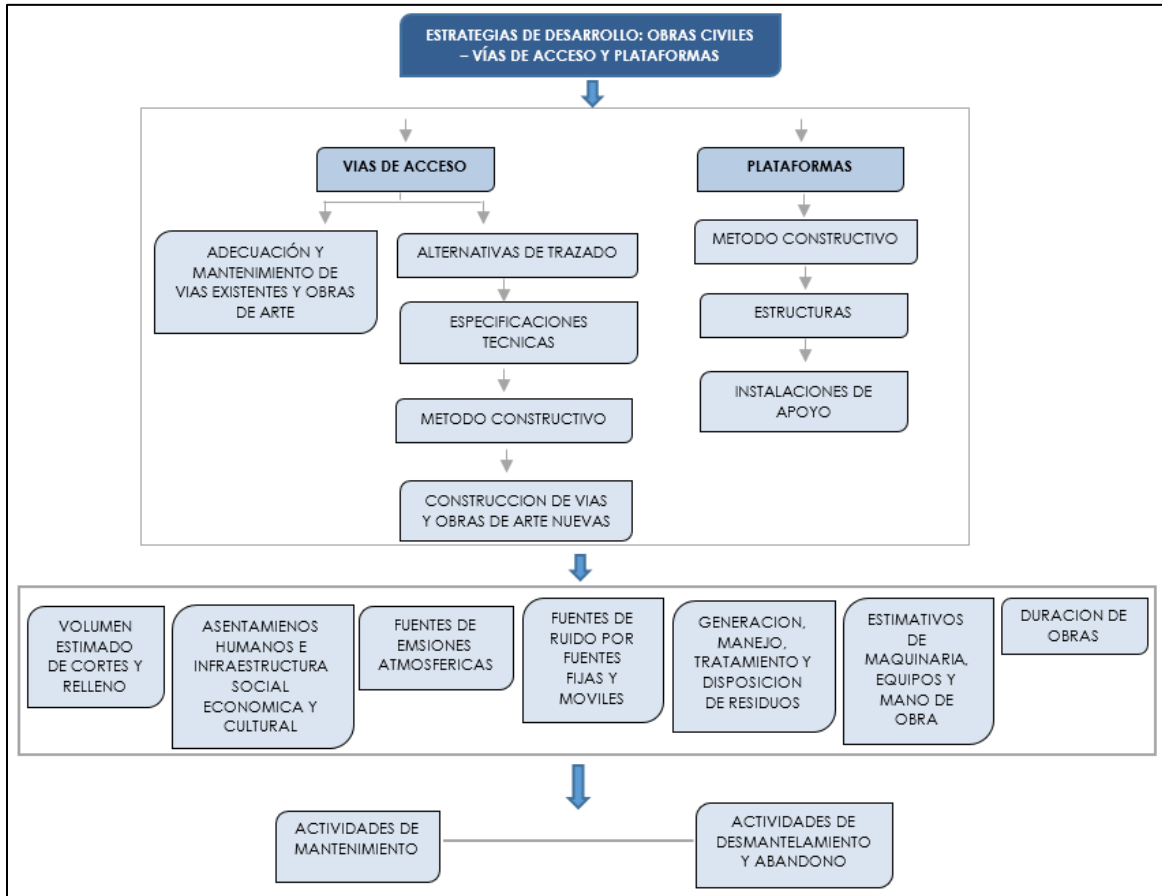 ESTRATEGIAS DE DESARROLLO: OBRAS CIVILES
– VÍAS DE ACCESO Y PLATAFORMAS
VIAS DE ACCESO
PLATAFORMAS
ADECUACIÓN Y
MANTENIMIENTO DE
VIAS EXISTENTES Y OBRAS
DE ARTE
ALTERNATIVAS DE TRAZADO
ESPECIFICACIONES
TECNICAS
METODO CONSTRUCTIVO
CONSTRUCCION DE VIAS
Y OBRAS DE ARTE NUEVAS
METODO CONSTRUCTIVO
ESTRUCTURAS
INSTALACIONES DE
APOYO
VOLUMEN
ESTIMADO
DE CORTES Y
RELLENO
ASENTAMIENOS
HUMANOS E
INFRAESTRUCTURA
SOCIAL
ECONOMICA Y
CULTURAL
FUENTES DE
EMSIONES
ATMOSFERICAS
FUENTES DE
RUIDO POR
FUENTES
FIJAS Y
MOVILES
GENERACION,
MANEJO,
TRATAMIENTO Y
DISPOSICION
DE RESIDUOS
ESTIMATIVOS
DE
MAQUINARIA,
EQUIPOS Y
MANO DE
OBRA
DURACION DE
OBRAS
ACTIVIDADES DE
MANTENIMIENTO
ACTIVIDADES DE
DESMANTELAMIENTO
Y ABANDONO